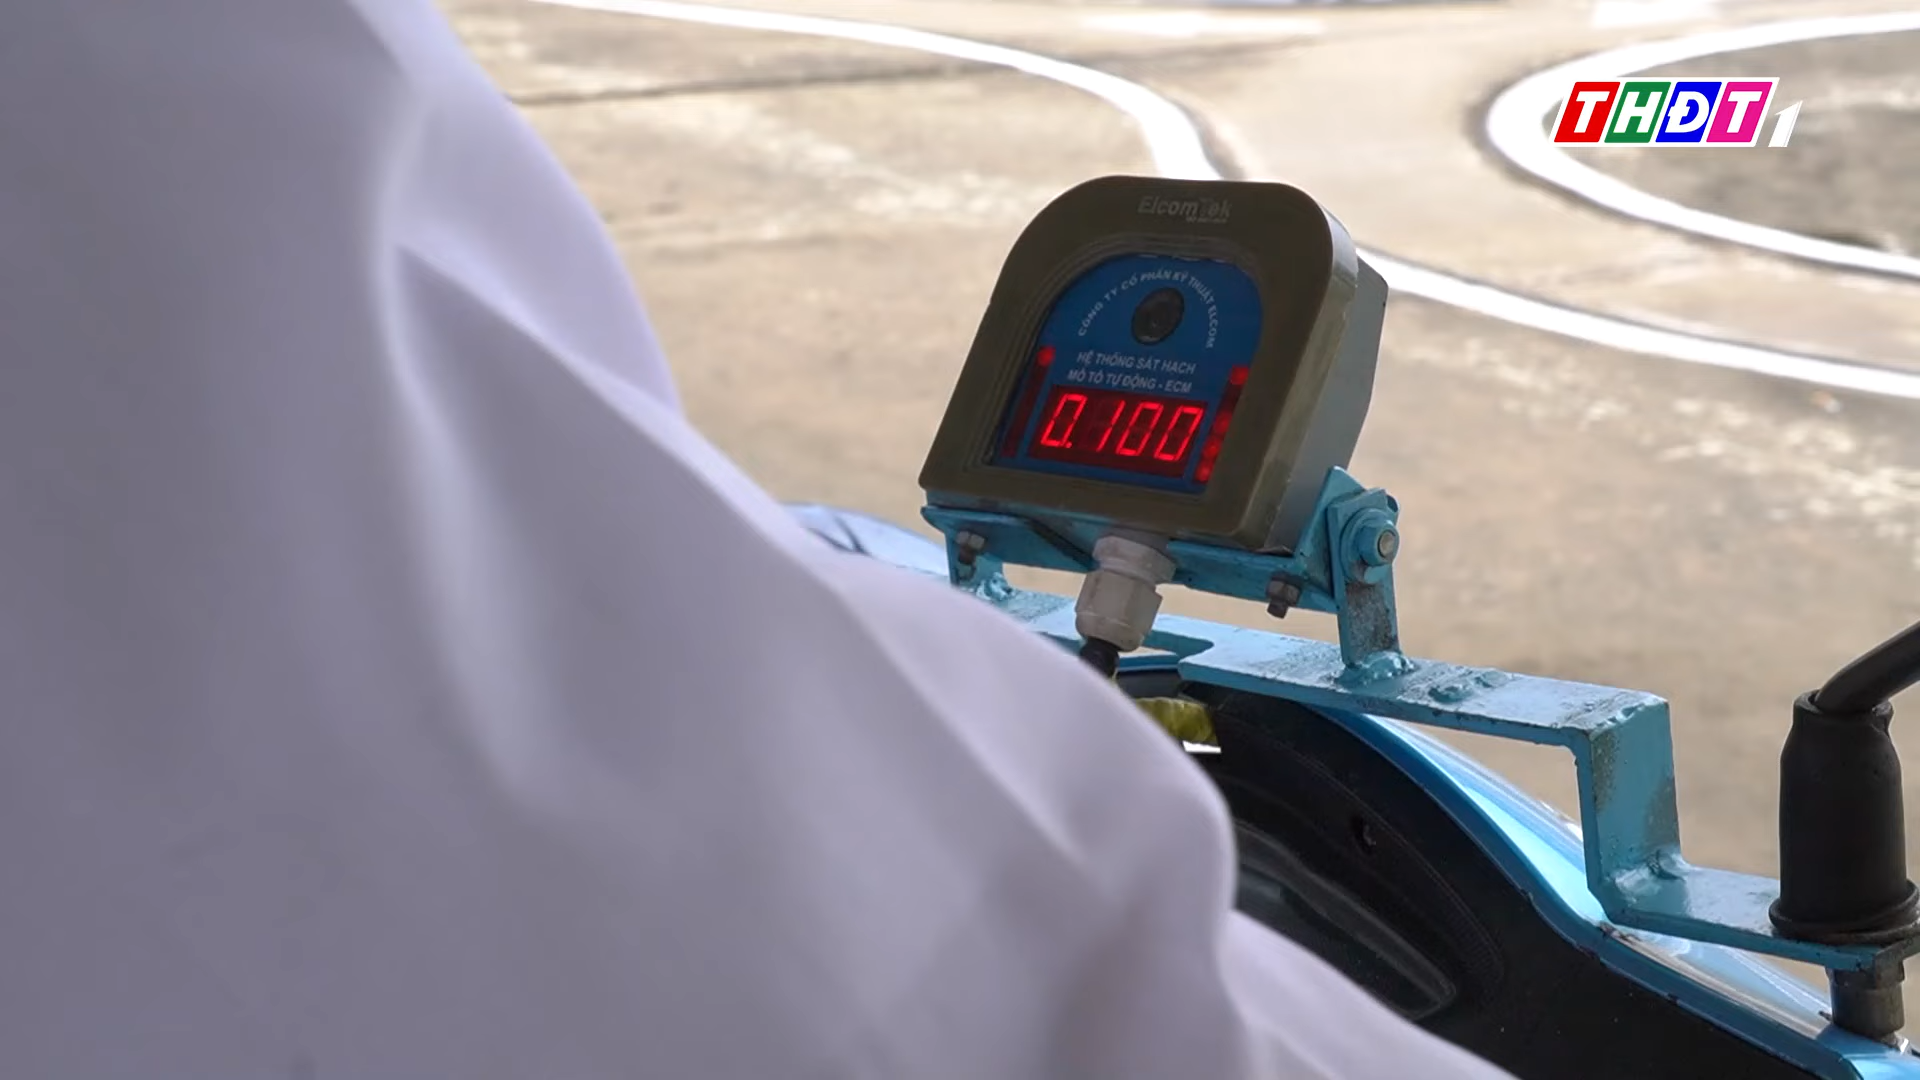 THĐT1
ElcomTek
CÔNG TY CỔ PHẦN KỸ THUẬT ELCOM
HỆ THỐNG SÁT HẠCH
MÔ TÔ TỰ ĐỘNG - ECM
0.100